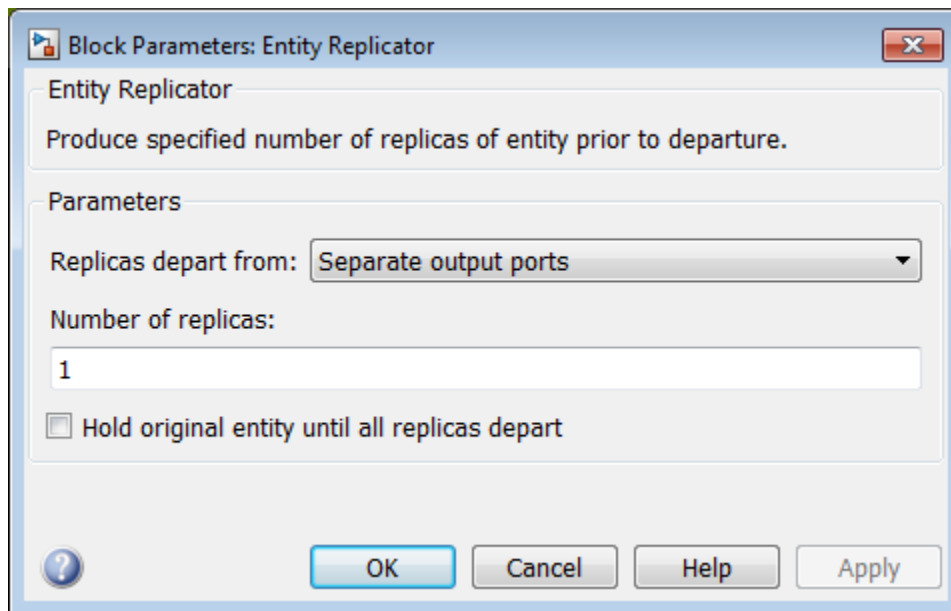 Block Parameters: Entity Replicator
Entity Replicator
Produce specified number of replicas of entity prior to departure.
Parameters
Replicas depart from: Separate output ports
Number of replicas:
1
Hold original entity until all replicas depart
? OK Cancel Help Apply